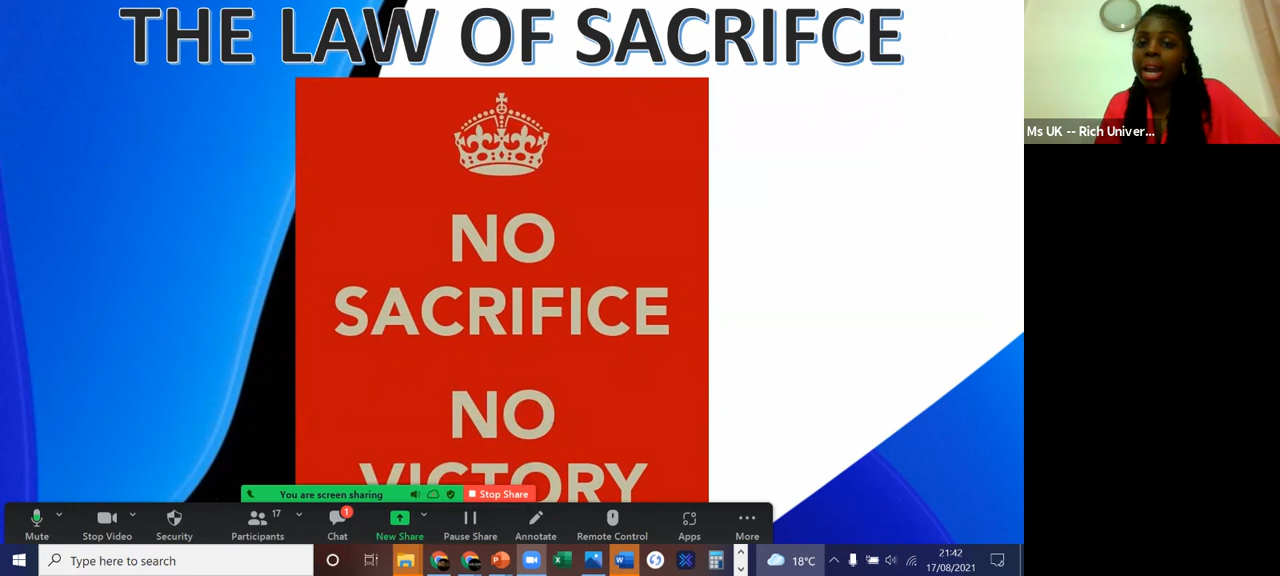 THE LAW OF SACRIFCE
NO
SACRIFICE
NO
VICTORY
Ms UK -- Rich Univer...
You are screen sharing
Stop Share
Mute
Stop Video
Security
17
Participants
1
Chat
New Share
Pause Share
Annotate
Remote Control
Apps
More
Type here to search
18°C
21:42
17/08/2021